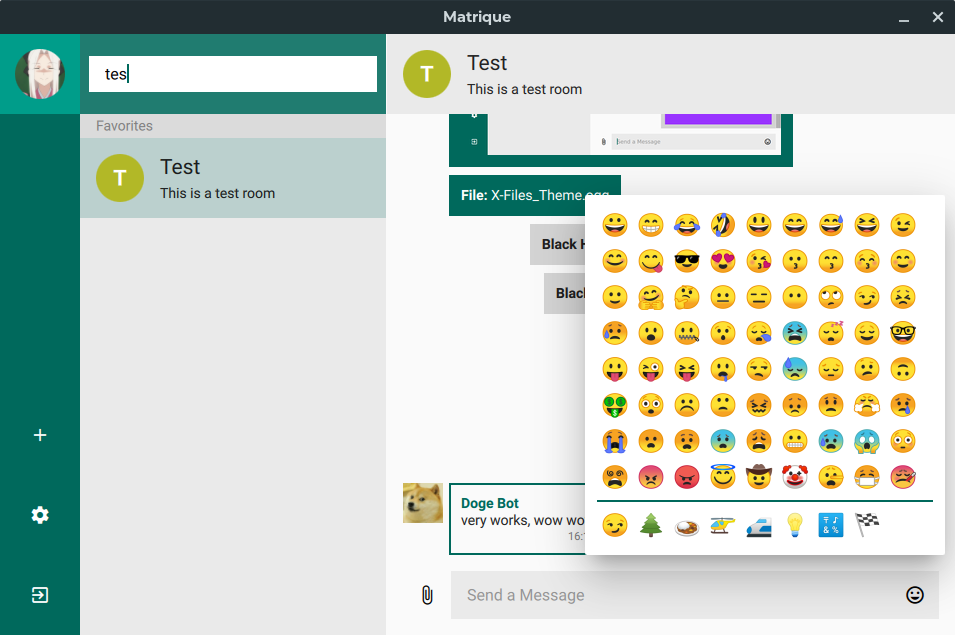 Matrique
tes
Test
This is a test room
Favorites
T
Test
This is a test room
T
Send a Message
File: X-Files_Theme.ogg
Black
Black
Doge Bot
very works, wow wo
16:
Send a Message